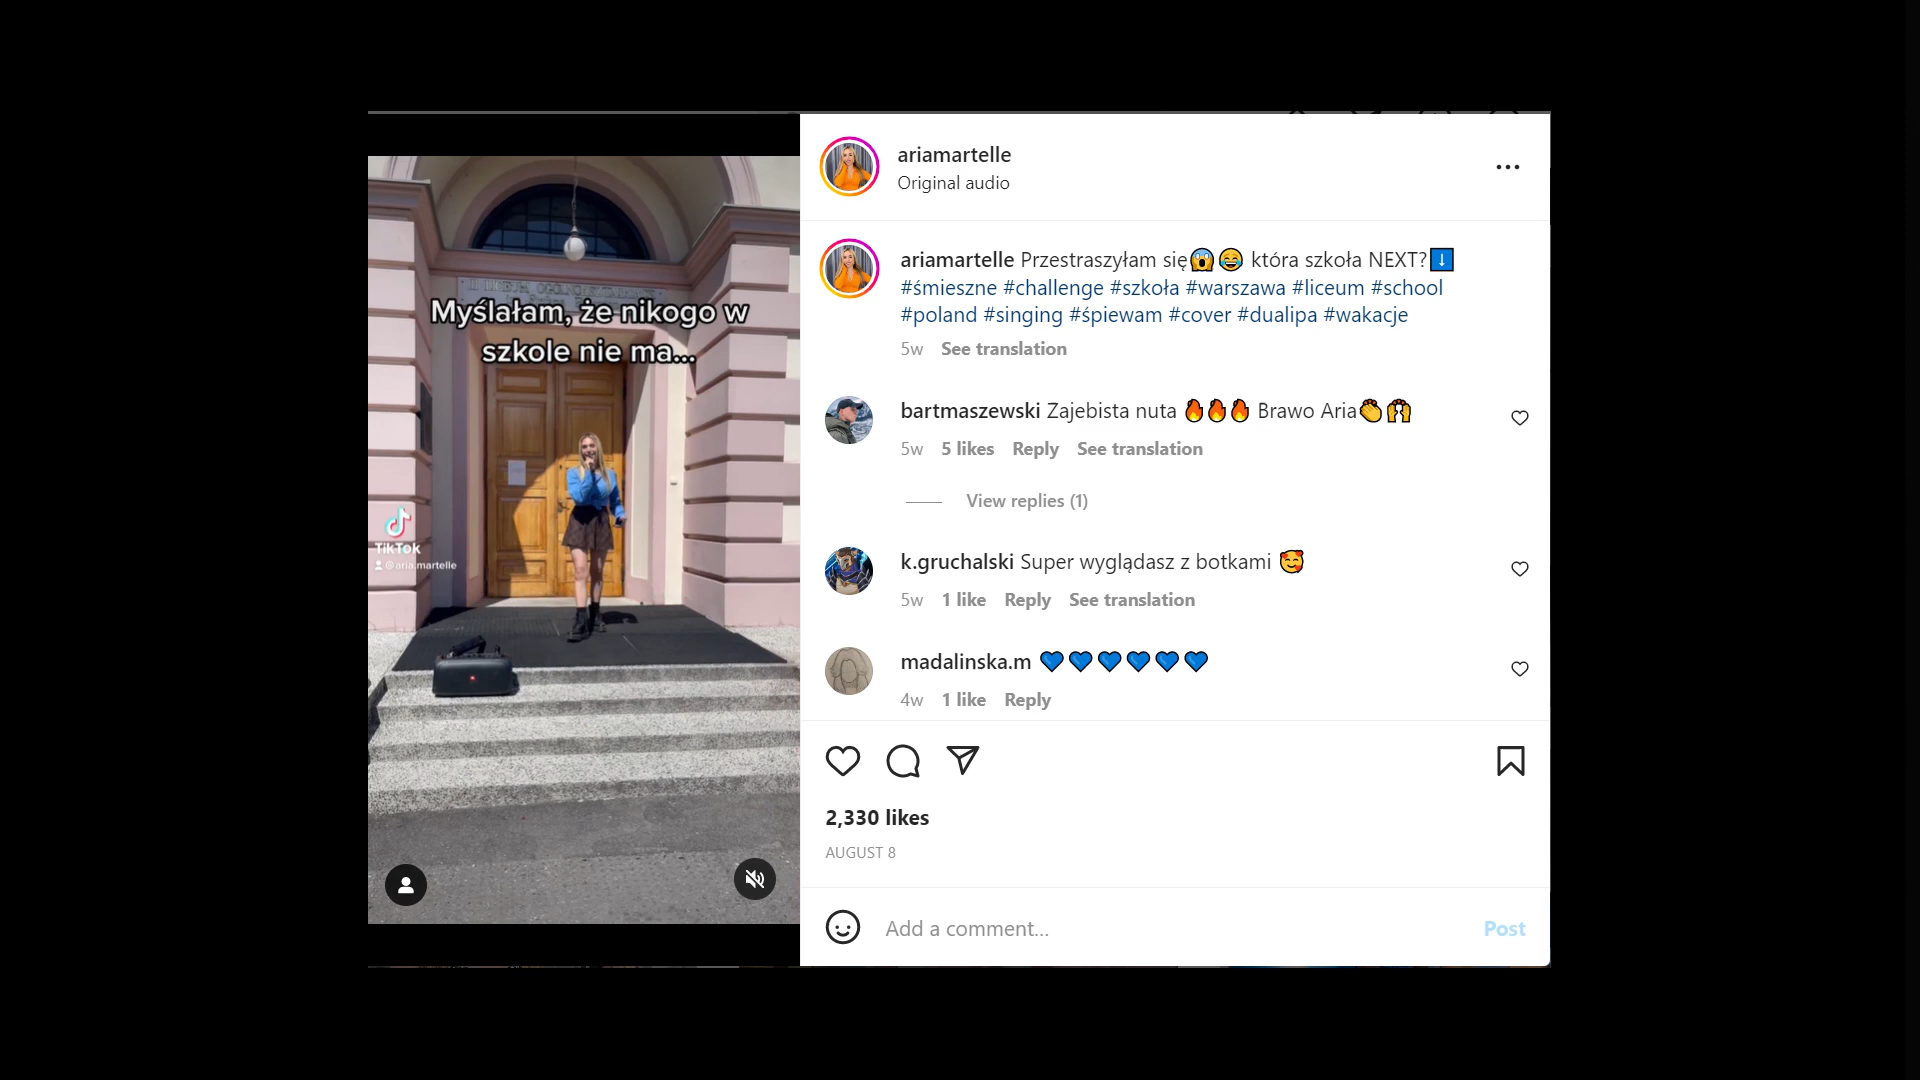 II LICEUM OGÓLNOKSZTAŁCĄCE
Myślałam, że nikogo w
szkole nie ma...
TikTok
@aria.martelle
ariamartelle
Original audio
ariamartelle Przestraszyłam się😱😂 która szkoła NEXT?⬇️
#śmieszne #challenge #szkoła #warszawa #liceum #school
#poland #singing #śpiewam #cover #dualipa #wakacje
5w See translation
bartmaszewski Zajebista nuta 🔥🔥🔥 Brawo Aria👏🙌
5w 5 likes Reply See translation
View replies (1)
k.gruchalski Super wyglądasz z botkami 🥰
5w 1 like Reply See translation
madalinska.m 💙💙💙💙💙💙
4w 1 like Reply
2,330 likes
AUGUST 8
Add a comment... Post